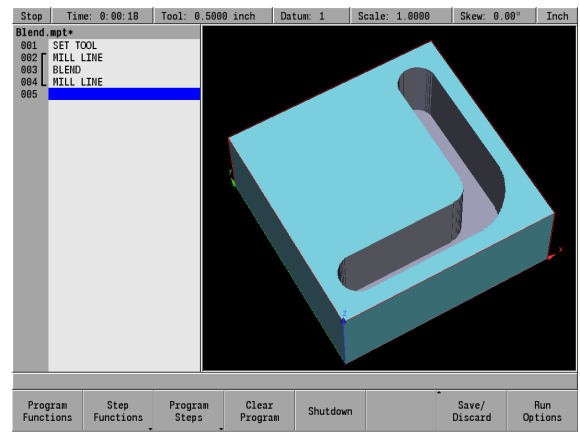 Stop Time: 0:00:18 Tool: 0.5000 inch Datum: 1 Scale: 1.0000 Skew: 0.00° Inch
Blend.mpt*
001 SET TOOL
002 MILL LINE
003 BLEND
004 MILL LINE
005
Y
X
Z
Program Functions Step Functions Program Steps Clear Program Shutdown Save/ Discard Run Options